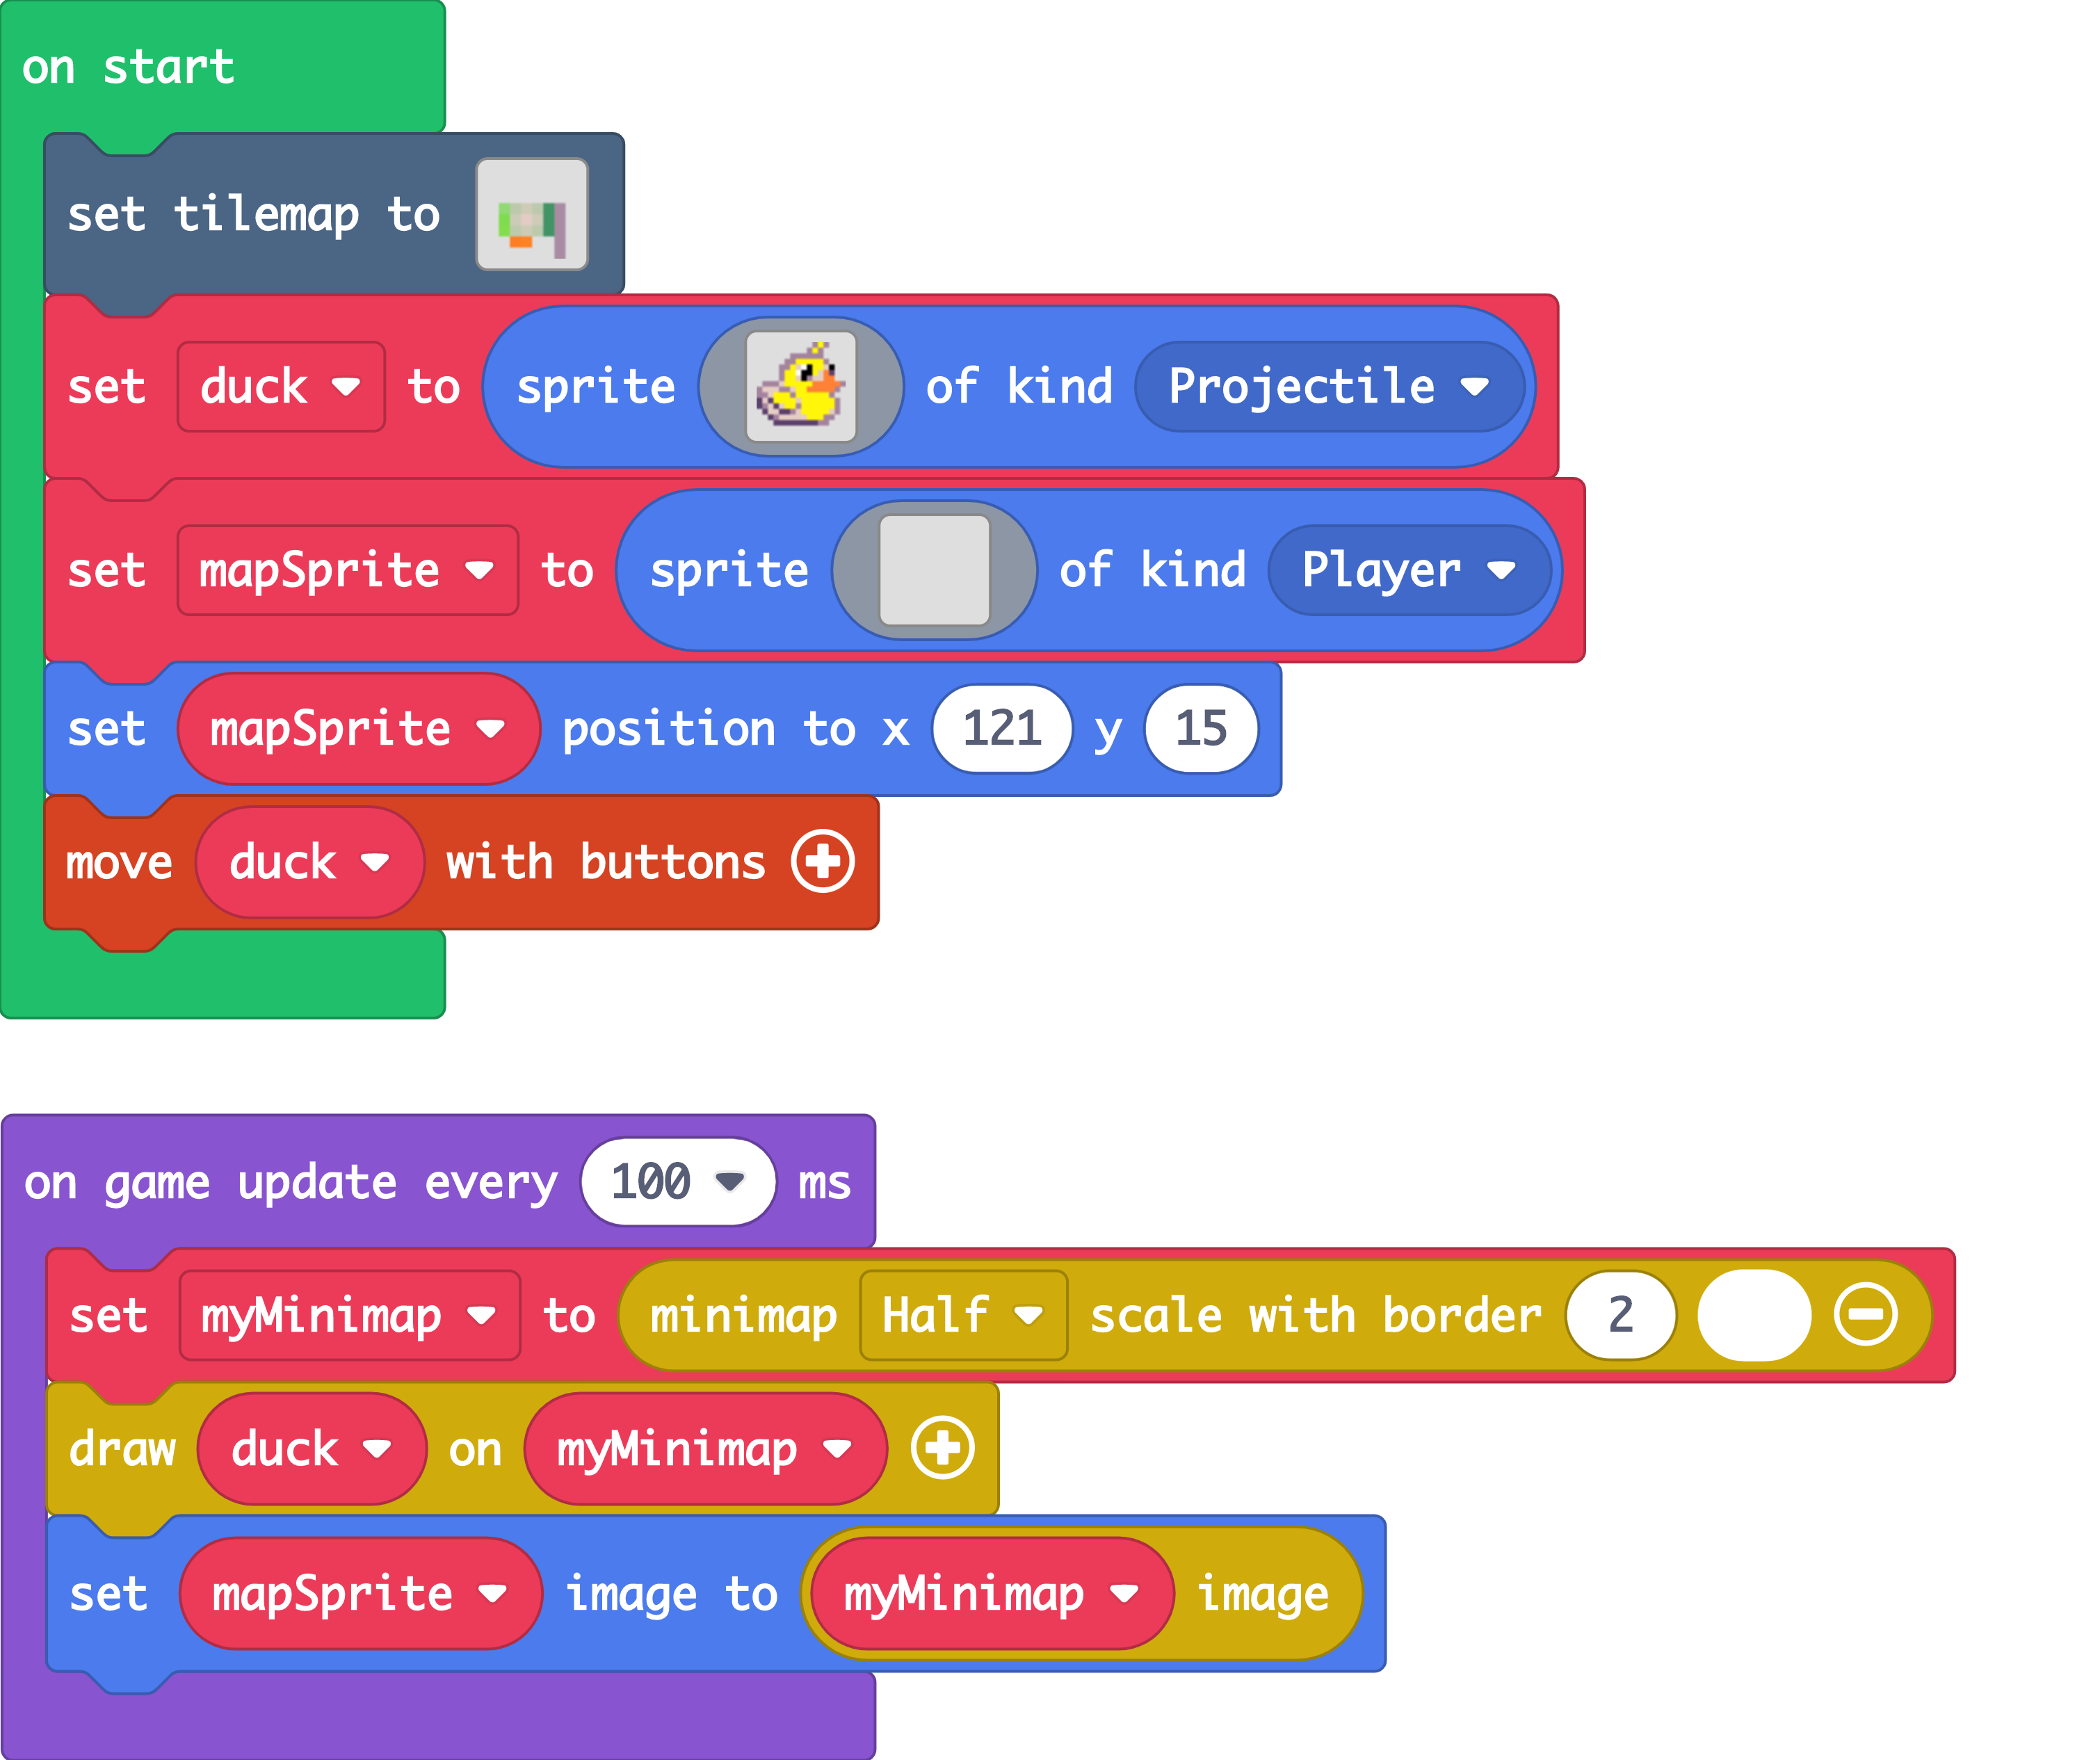 on start
set tilemap to
set duck to sprite of kind Projectile
set mapSprite to sprite of kind Player
set mapSprite position to x 121 y 15
move duck with buttons
on game update every 100 ms
set myMinimap to minimap Half scale with border 2
draw duck on myMinimap
set mapSprite image to myMinimap image